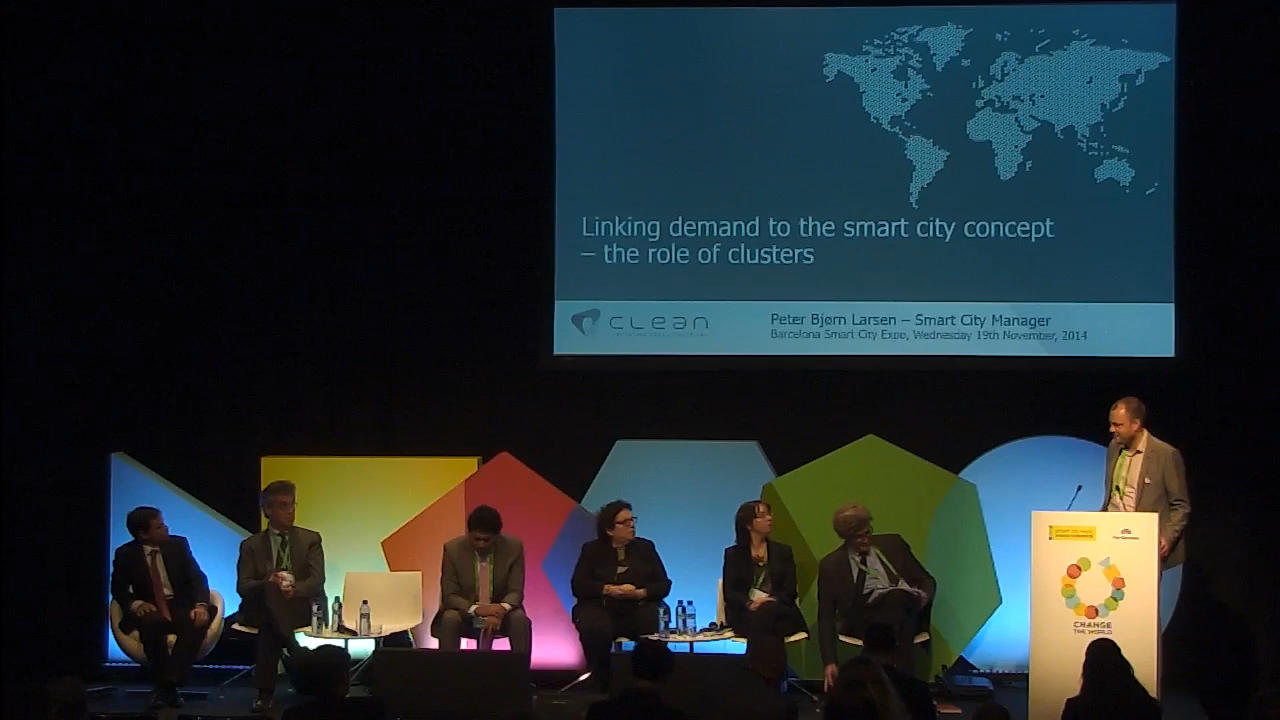 Linking demand to the smart city concept
– the role of clusters
CLEAN
Peter Bjørn Larsen – Smart City Manager
Barcelona Smart City Expo, Wednesday 19th November, 2014
CHANGE
THE WORLD